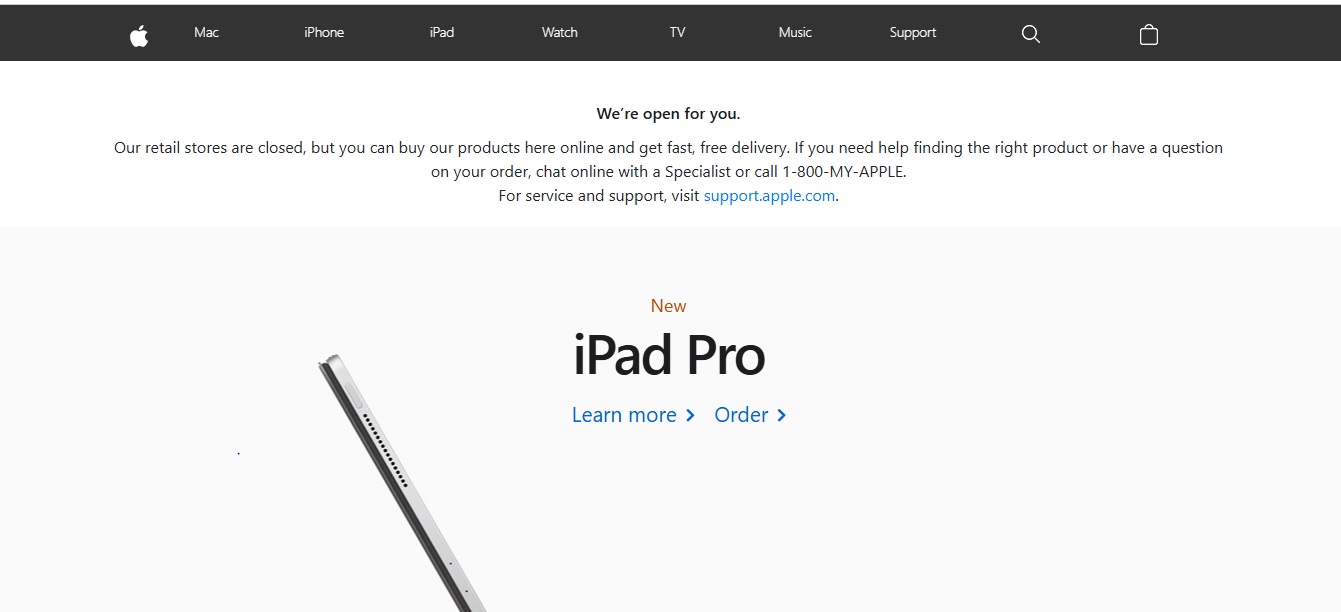 Mac iPhone iPad Watch TV Music Support
We're open for you.
Our retail stores are closed, but you can buy our products here online and get fast, free delivery. If you need help finding the right product or have a question
on your order, chat online with a Specialist or call 1-800-MY-APPLE.
For service and support, visit support.apple.com.
New
iPad Pro
Learn more > Order >